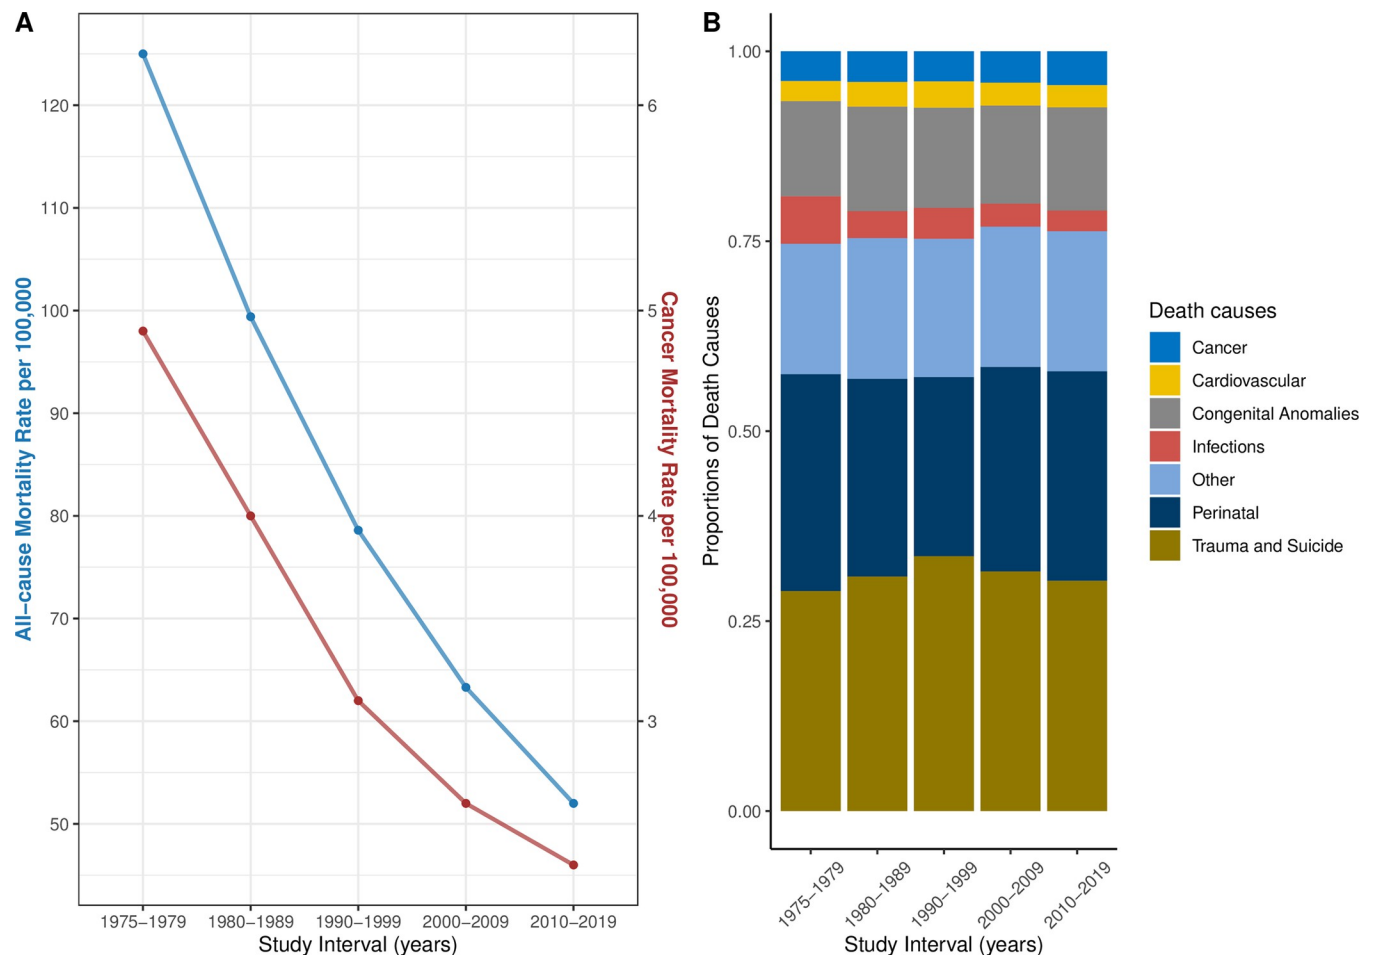 A
All−cause Mortality Rate per 100,000
120
110
100
90
80
70
60
50
6
5
4
3
Cancer Mortality Rate per 100,000
1975−1979
1980−1989
1990−1999
2000−2009
2010−2019
Study Interval (years)
B
Proportions of Death Causes
1.00
0.75
0.50
0.25
0.00
1975−1979
1980−1989
1990−1999
2000−2009
2010−2019
Study Interval (years)
Death causes
Cancer
Cardiovascular
Congenital Anomalies
Infections
Other
Perinatal
Trauma and Suicide